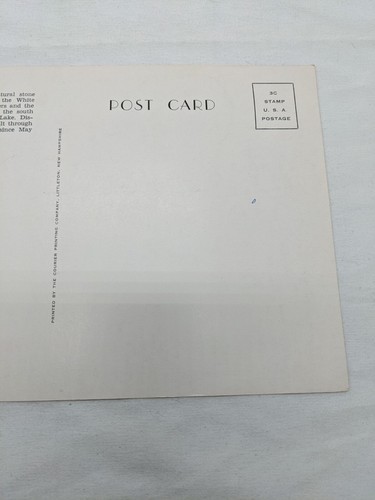 tural stone
the White
ers and the
the south
Lake. Dis-
lt through
since May
POST CARD
3C
STAMP
U. S. A.
POSTAGE
PRINTED BY THE COURIER PRINTING COMPANY, LITTLETON, NEW HAMPSHIRE